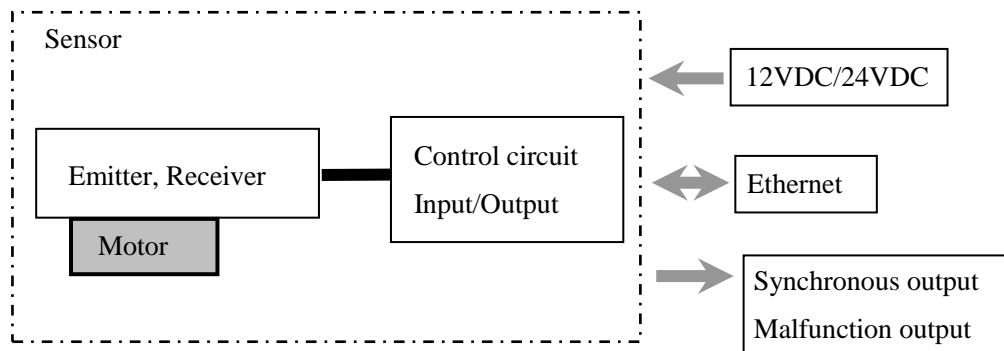 Sensor
12VDC/24VDC
Emitter, Receiver
Control circuit
Input/Output
Ethernet
Motor
Synchronous output
Malfunction output